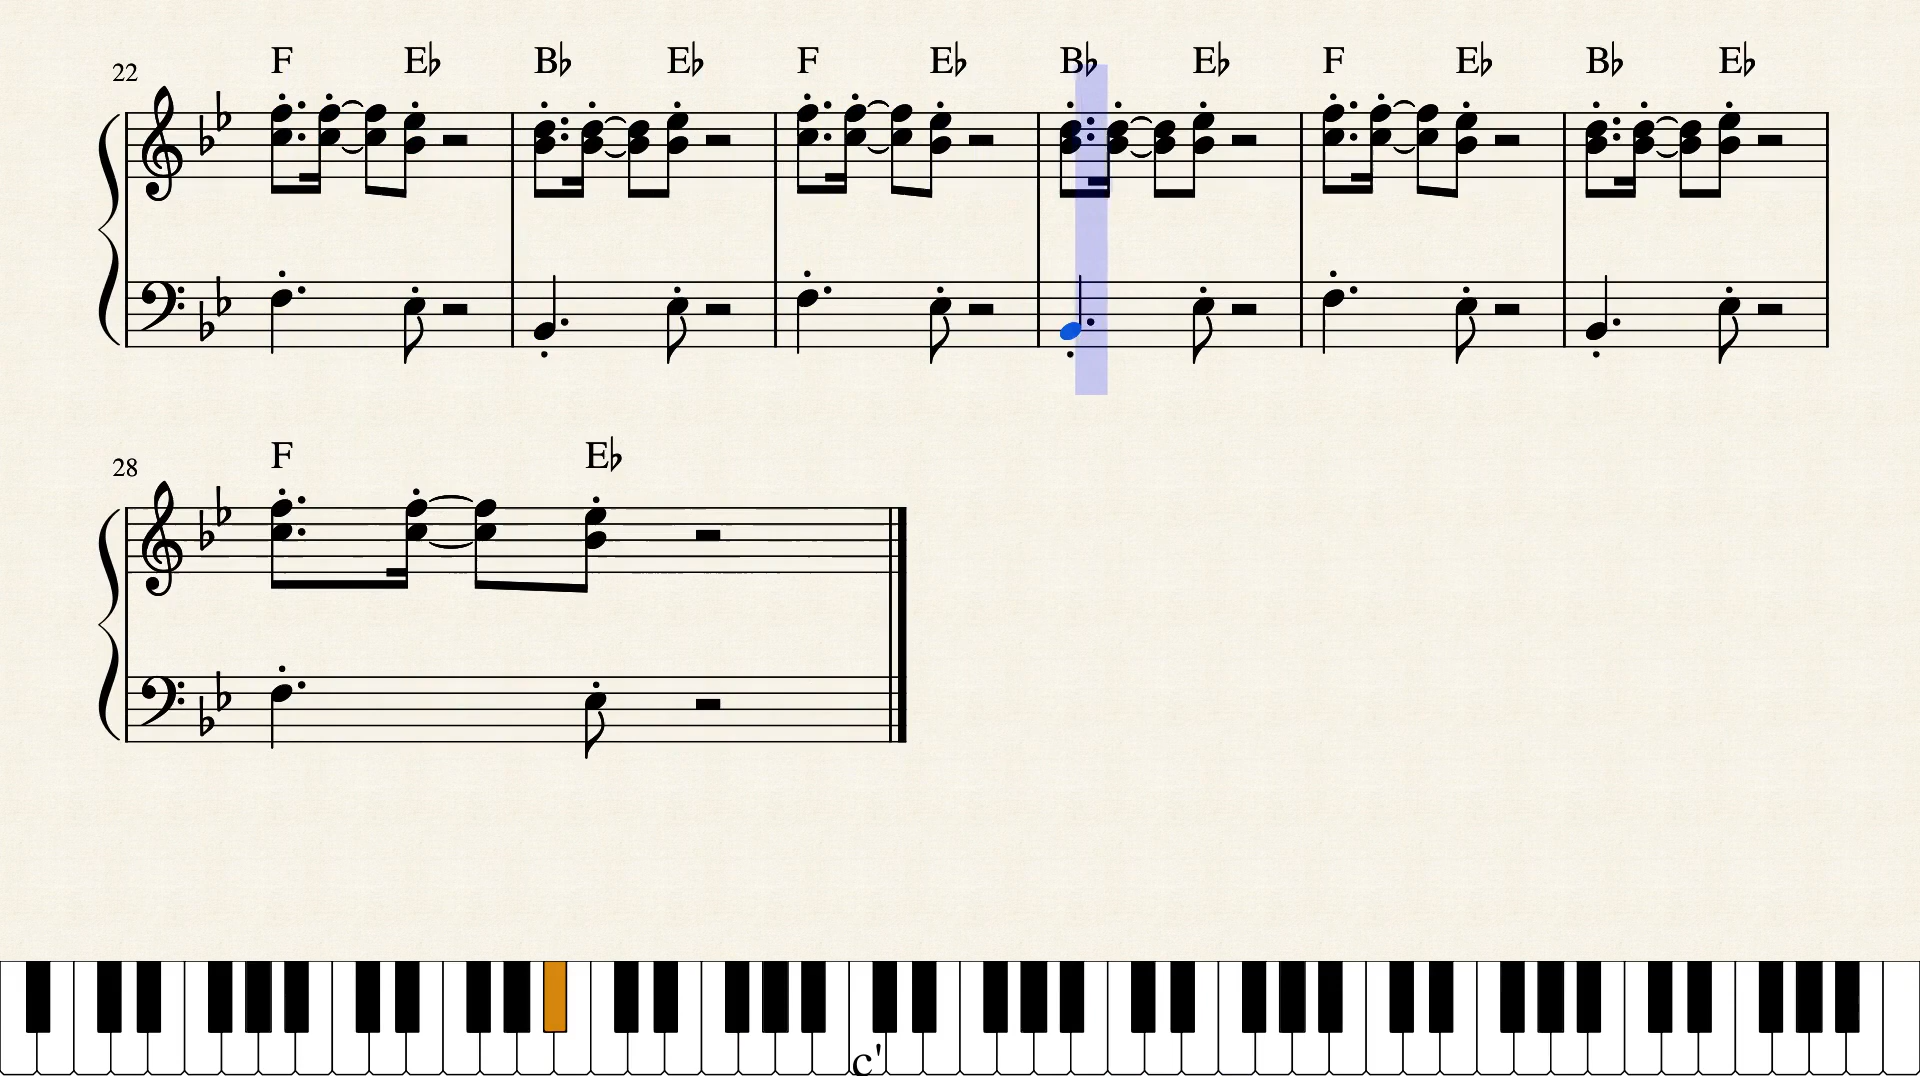 F E♭ B♭ E♭ F E♭ B♭ E♭ F E♭ B♭ E♭
22
F E♭
28
c'